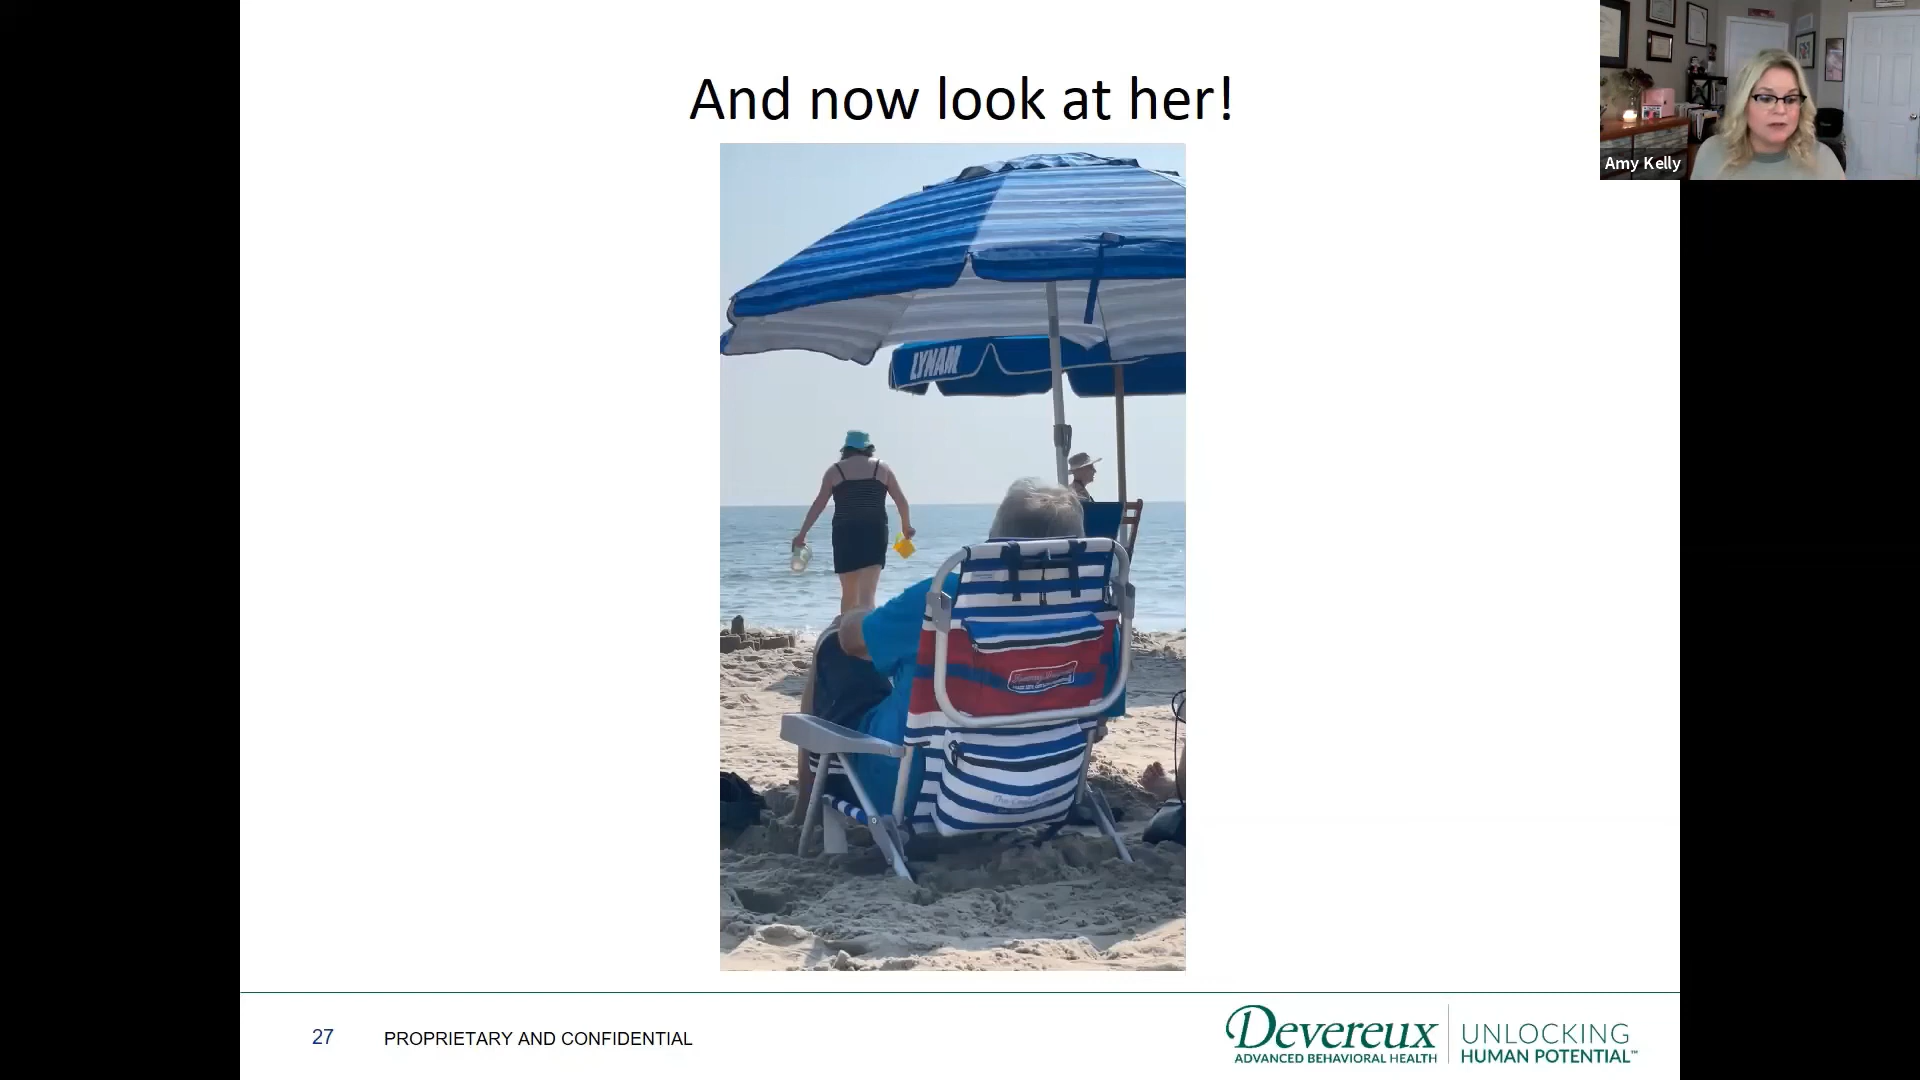 And now look at her!
Amy Kelly
LYNAM
27
PROPRIETARY AND CONFIDENTIAL
Devereux
ADVANCED BEHAVIORAL HEALTH
UNLOCKING
HUMAN POTENTIAL™